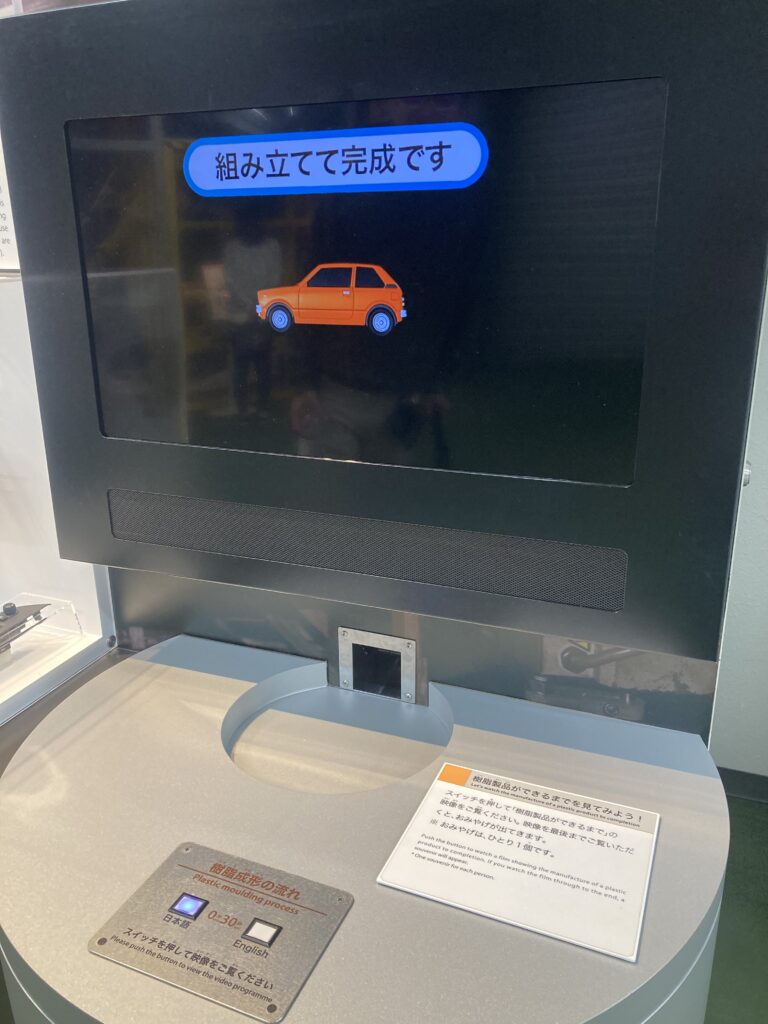 組み立てて完成です
ing
use
are
樹脂製品ができるまでを見てみよう！
Let's watch the manufacture of a plastic product to completion
スイッチを押して「樹脂製品ができるまで」の
映像をご覧ください。映像を最後までご覧いただ
くと、おみやげが出てきます。
※ おみやげは、ひとり1個です。
Push the button to watch a film showing the manufacture of a plastic
product to completion. If you watch the film through to the end, a
souvenir will appear.
* One souvenir for each person.
樹脂成形の流れ
Plastic moulding process
日本語 0分30秒 English
スイッチを押して映像をご覧ください
Please push the button to view the video programme